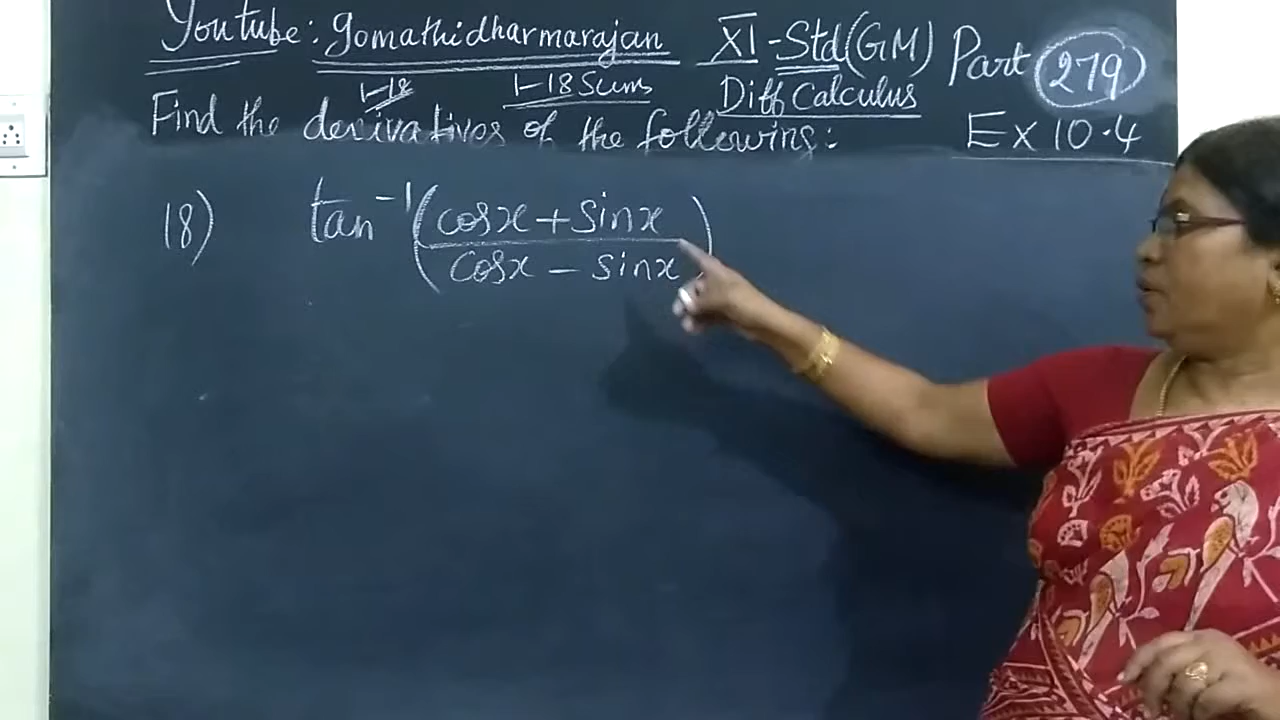 Youtube: gomathidharmarajan XI-Std(GM) Part 279
1-18 1-18 Sums Diff Calculus
Find the derivatives of the following: Ex 10.4
18) tan⁻¹(cosx + sinx / cosx - sinx)